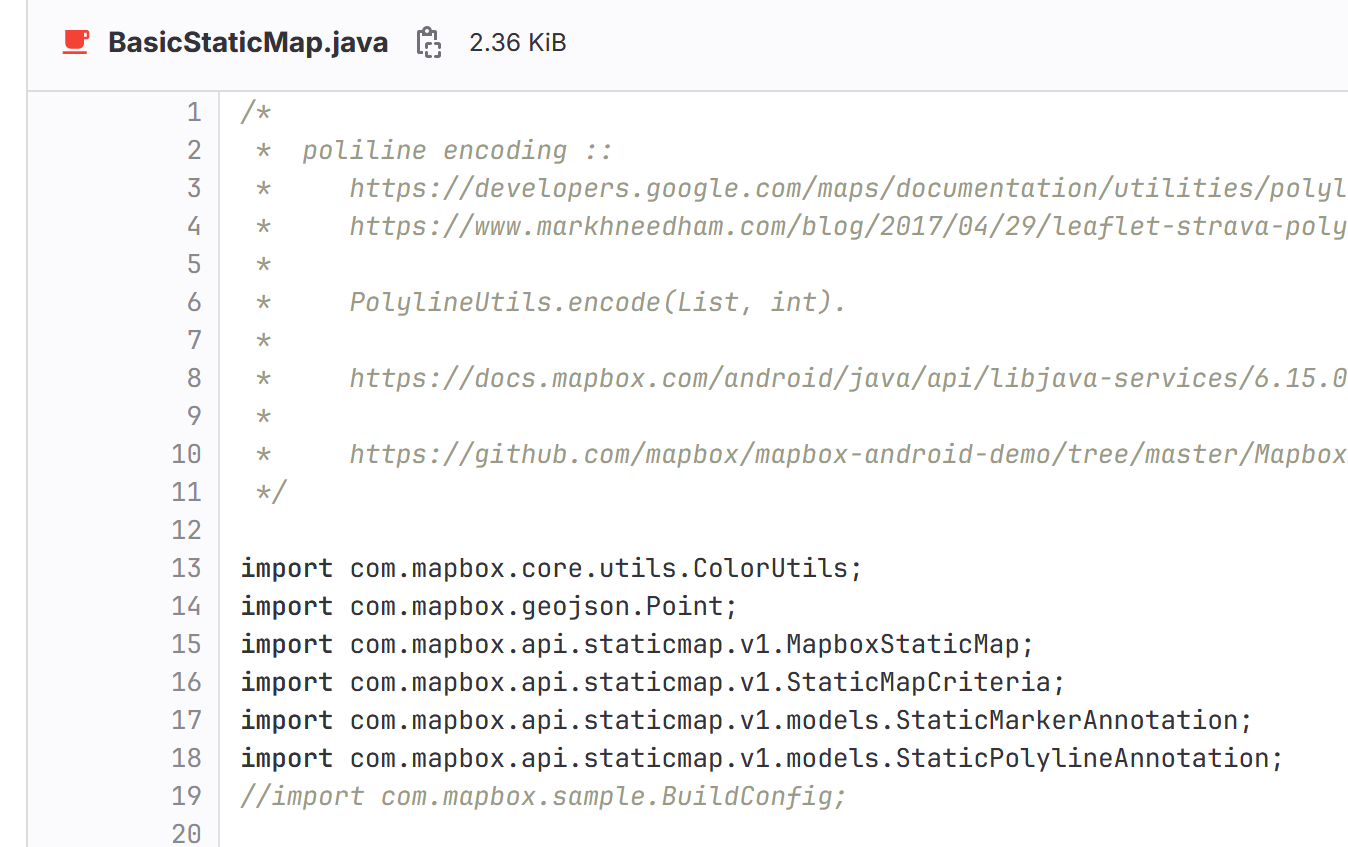 BasicStaticMap.java 2.36 KiB
1 /*
2 * poliline encoding ::
3 * https://developers.google.com/maps/documentation/utilities/polyl
4 * https://www.markhneedham.com/blog/2017/04/29/leaflet-strava-poly
5 *
6 * PolylineUtils.encode(List, int).
7 *
8 * https://docs.mapbox.com/android/java/api/libjava-services/6.15.0
9 *
10 * https://github.com/mapbox/mapbox-android-demo/tree/master/Mapbox
11 */
12
13 import com.mapbox.core.utils.ColorUtils;
14 import com.mapbox.geojson.Point;
15 import com.mapbox.api.staticmap.v1.MapboxStaticMap;
16 import com.mapbox.api.staticmap.v1.StaticMapCriteria;
17 import com.mapbox.api.staticmap.v1.models.StaticMarkerAnnotation;
18 import com.mapbox.api.staticmap.v1.models.StaticPolylineAnnotation;
19 //import com.mapbox.sample.BuildConfig;
20